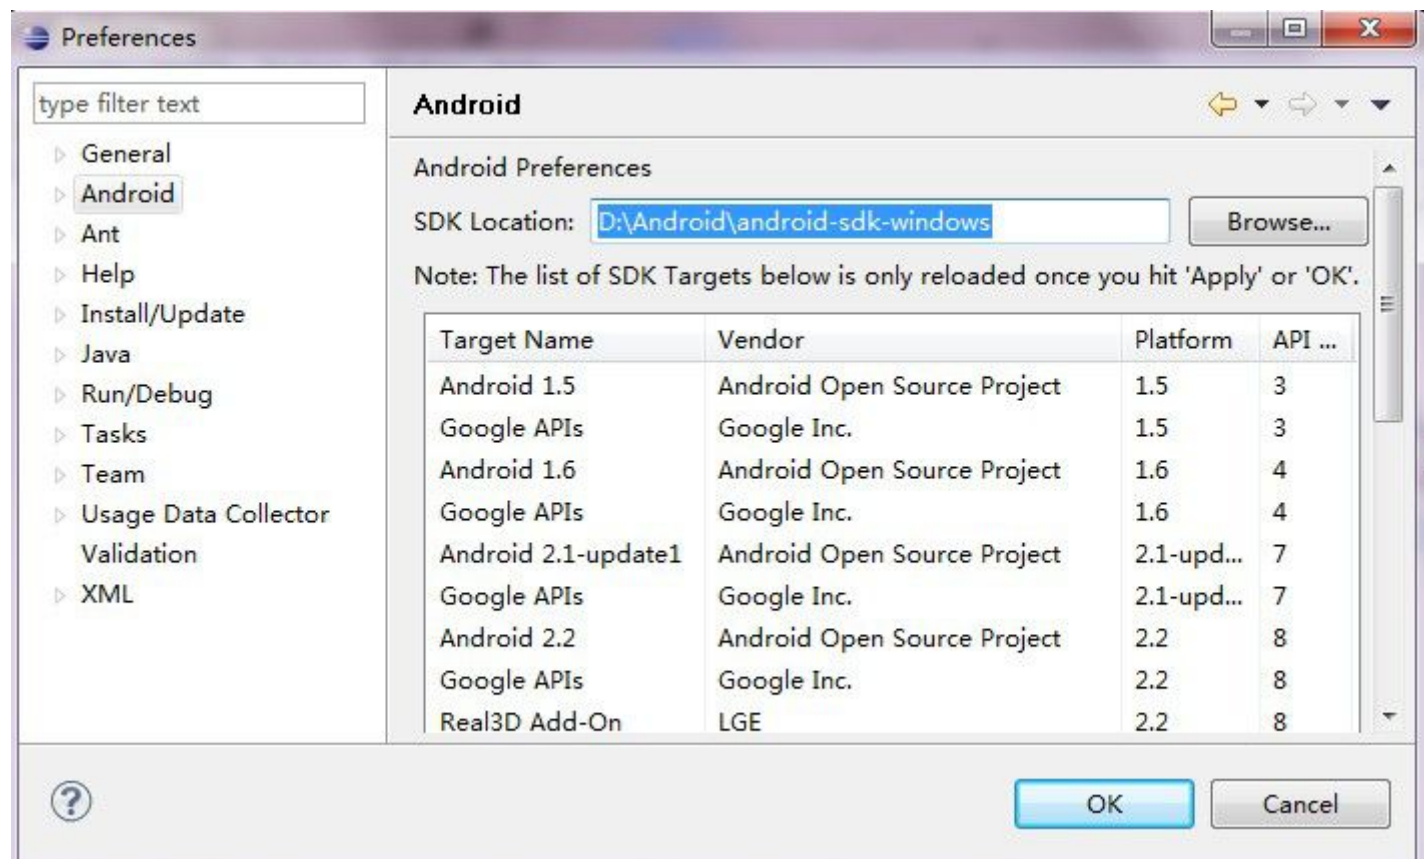 Preferences
type filter text
General
Android
Ant
Help
Install/Update
Java
Run/Debug
Tasks
Team
Usage Data Collector
Validation
XML
Android
Android Preferences
SDK Location: D:\Android\android-sdk-windows Browse...
Note: The list of SDK Targets below is only reloaded once you hit 'Apply' or 'OK'.
Target Name Vendor Platform API ...
Android 1.5 Android Open Source Project 1.5 3
Google APIs Google Inc. 1.5 3
Android 1.6 Android Open Source Project 1.6 4
Google APIs Google Inc. 1.6 4
Android 2.1-update1 Android Open Source Project 2.1-upd... 7
Google APIs Google Inc. 2.1-upd... 7
Android 2.2 Android Open Source Project 2.2 8
Google APIs Google Inc. 2.2 8
Real3D Add-On LGE 2.2 8
OK Cancel